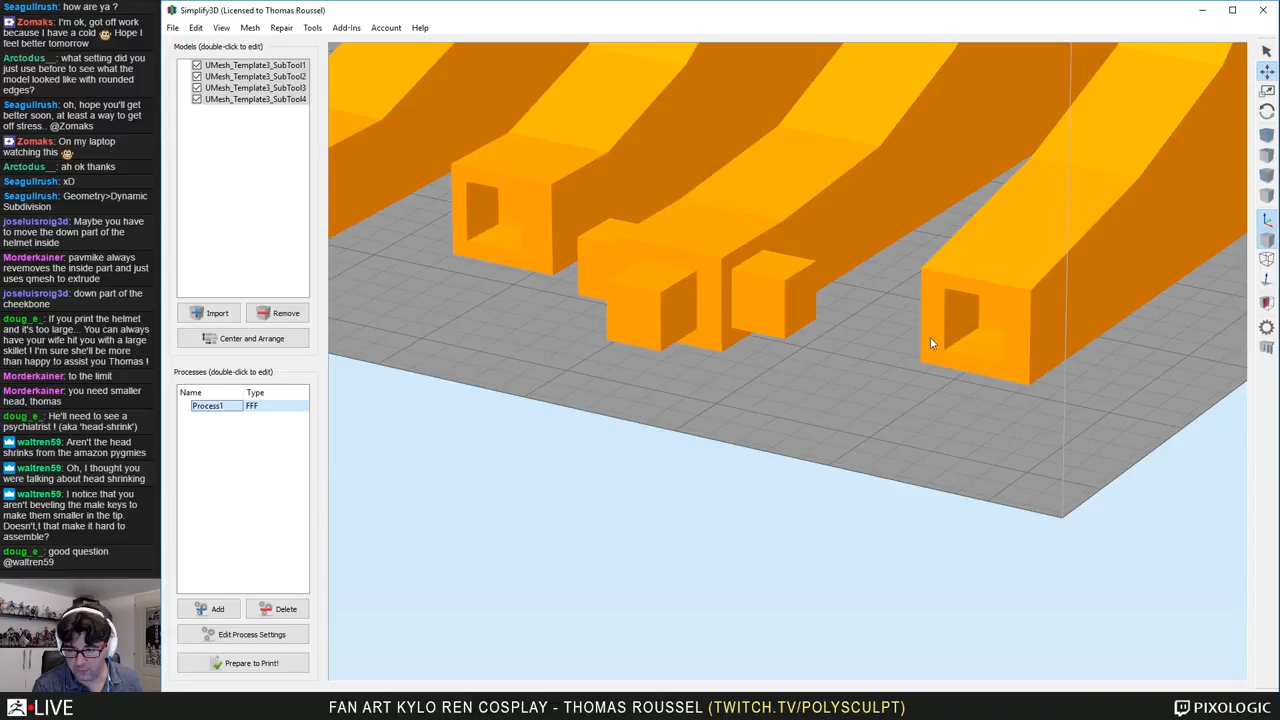 Seagullrush: how are ya ?
Zomaks: I'm ok, got off work
because I have a cold Hope I
feel better tomorrow
Arctodus__: what setting did you
just use before to see what the
model looked like with rounded
edges?
Seagullrush: oh, hope you'll get
better soon, at least a way to get
off stress.. @Zomaks
Zomaks: On my laptop
watching this
Arctodus__: ah ok thanks
Seagullrush: xD
Seagullrush: Geometry>Dynamic
Subdivision
joseluisroig3d: Maybe you have
to move the down part of the
helmet inside
Morderkainer: pavmike always
revemoves the inside part and just
uses qmesh to extrude
joseluisroig3d: down part of the
cheekbone
doug_e_: If you print the helmet
and it's too large... You can always
have your wife hit you with a large
skillet ! I'm sure she'll be more
than happy to assist you Thomas !
Morderkainer: to the limit
Morderkainer: you need smaller
head, thomas
doug_e_: He'll need to see a
psychiatrist ! (aka 'head-shrink')
waltren59: Aren't the head
shrinks from the amazon pygmies
waltren59: Oh, I thought you
were talking about head shrinking
waltren59: I notice that you
aren't beveling the male keys to
make them smaller in the tip.
Doesn',t that make it hard to
assemble?
doug_e_: good question
@waltren59
Simplify3D (Licensed to Thomas Roussel)
File Edit View Mesh Repair Tools Add-Ins Account Help
Models (double-click to edit)
UMesh_Template3_SubTool1
UMesh_Template3_SubTool2
UMesh_Template3_SubTool3
UMesh_Template3_SubTool4
Import Remove
Center and Arrange
Processes (double-click to edit)
Name Type
Process1 FFF
Add Delete
Edit Process Settings
Prepare to Print!
LIVE FAN ART KYLO REN COSPLAY - THOMAS ROUSSEL (TWITCH.TV/POLYSCULPT) PIXOLOGIC